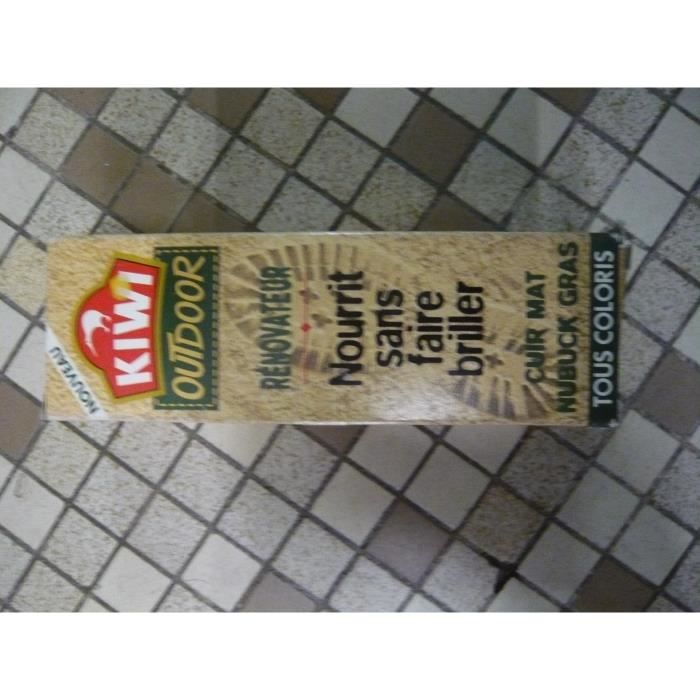 NOUVEAU
KIWI
OUTDOOR
RÉNOVATEUR
Nourrit
sans
faire
briller
CUIR MAT
NUBUCK GRAS
TOUS COLORIS